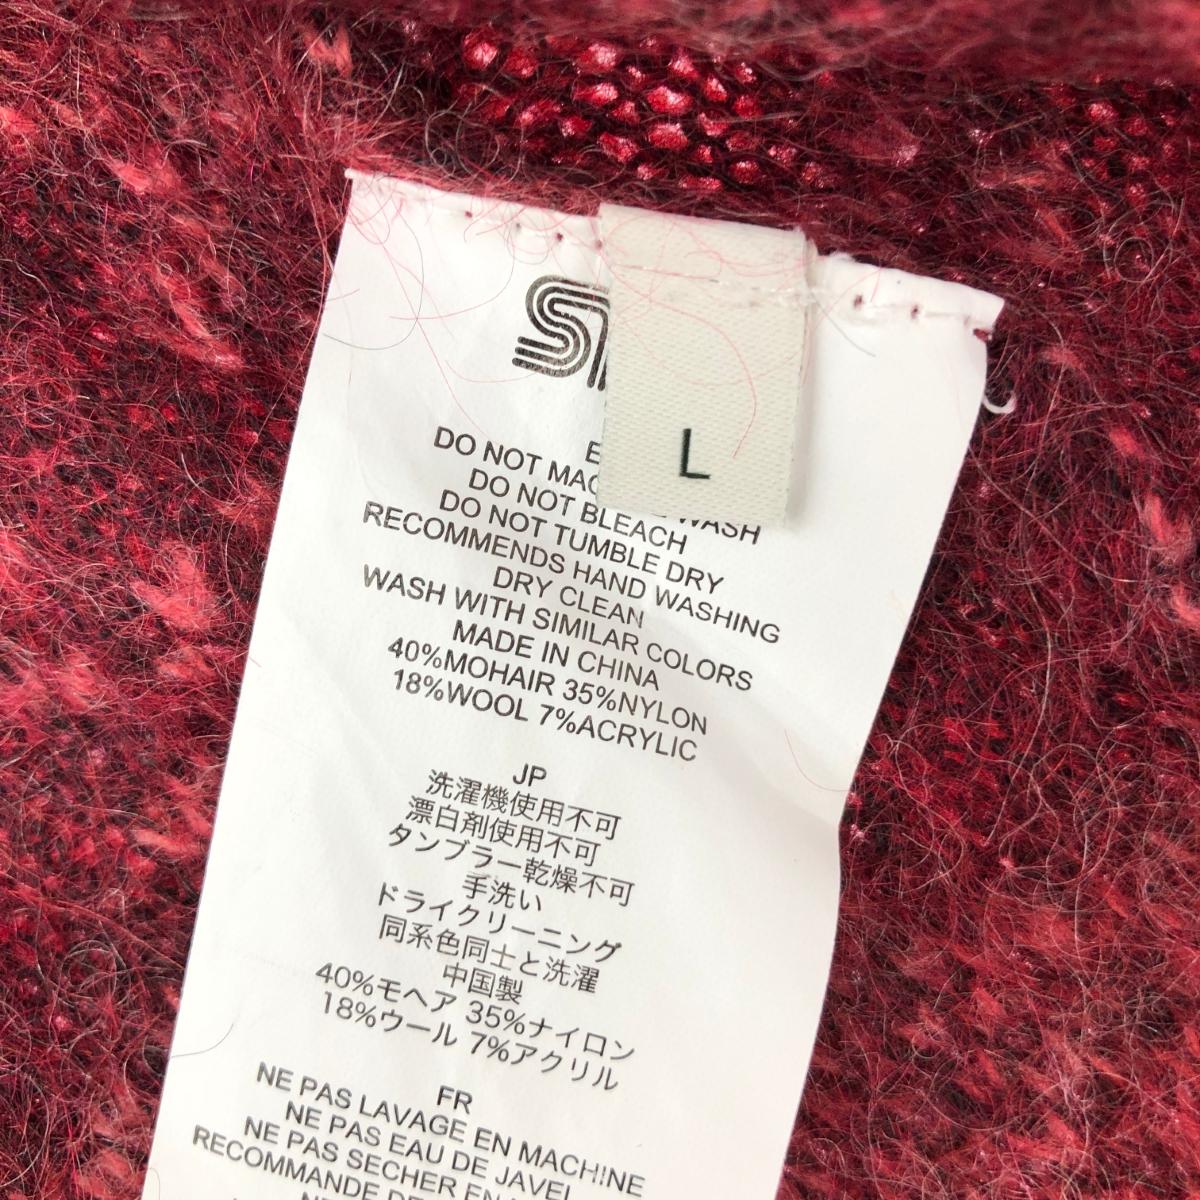 L
DO NOT WASH
DO NOT BLEACH
DO NOT TUMBLE DRY
RECOMMENDS HAND WASHING
DRY CLEAN
WASH WITH SIMILAR COLORS
MADE IN CHINA
40%MOHAIR 35%NYLON
18%WOOL 7%ACRYLIC
JP
洗濯機使用不可
漂白剤使用不可
タンブラー乾燥不可
手洗い
ドライクリーニング
同系色同士と洗濯
中国製
40%モヘア 35%ナイロン
18%ウール 7%アクリル
FR
NE PAS LAVAGE EN MACHINE
NE PAS EAU DE JAVEL
NE PAS SECHER EN
RECOMMANDE DE